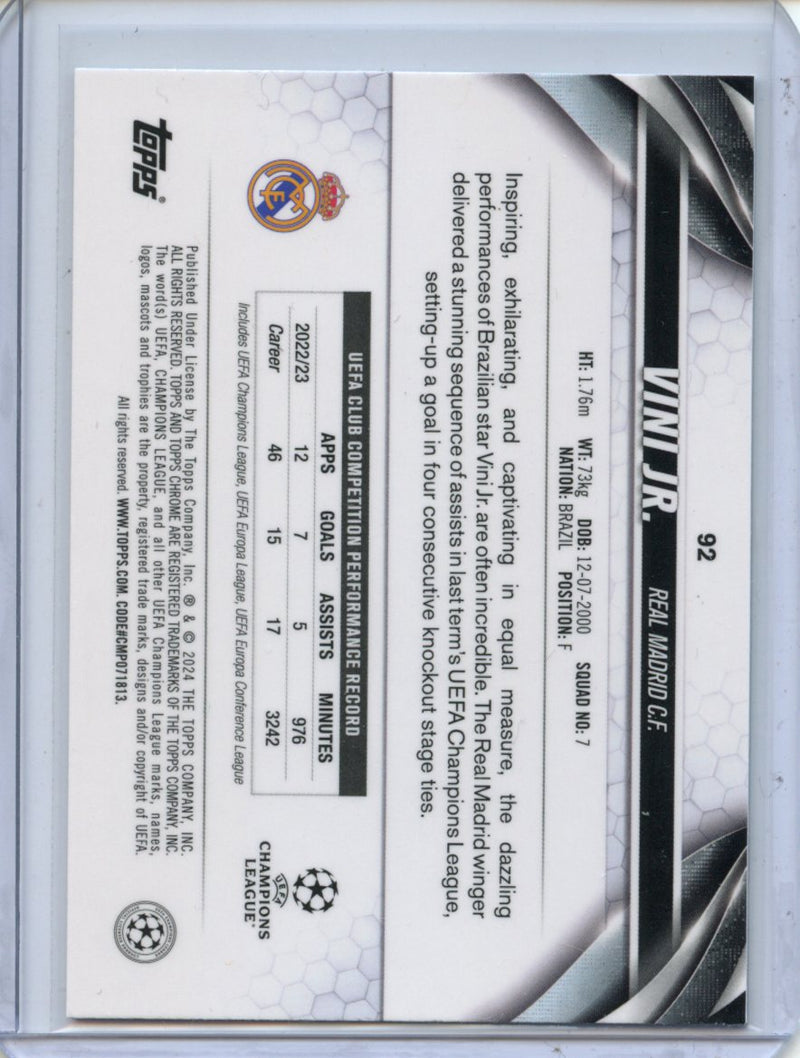 92
VINI JR. REAL MADRID C.F.
HT: 1.76m WT: 73kg DOB: 12-07-2000 SQUAD NO: 7
NATION: BRAZIL POSITION: F
Inspiring, exhilarating, and captivating in equal measure, the dazzling
performances of Brazilian star Vini Jr. are often incredible. The Real Madrid winger
delivered a stunning sequence of assists in last term's UEFA Champions League,
setting-up a goal in four consecutive knockout stage ties.
UEFA CLUB COMPETITION PERFORMANCE RECORD
APPS GOALS ASSISTS MINUTES
2022/23 12 7 5 976
Career 46 15 17 3242
Includes UEFA Champions League, UEFA Europa League, UEFA Europa Conference League
UEFA
CHAMPIONS
LEAGUE
topps®
Published Under License by The Topps Company, Inc. ® & © 2024 THE TOPPS COMPANY, INC.
ALL RIGHTS RESERVED. TOPPS AND TOPPS CHROME ARE REGISTERED TRADEMARKS OF THE TOPPS COMPANY, INC.
The word(s) UEFA, CHAMPIONS LEAGUE, and all other UEFA Champions League marks, names,
logos, mascots and trophies are the property, registered trade marks, designs and/or copyright of UEFA.
All rights reserved. WWW.TOPPS.COM. CODE#CMP071813.